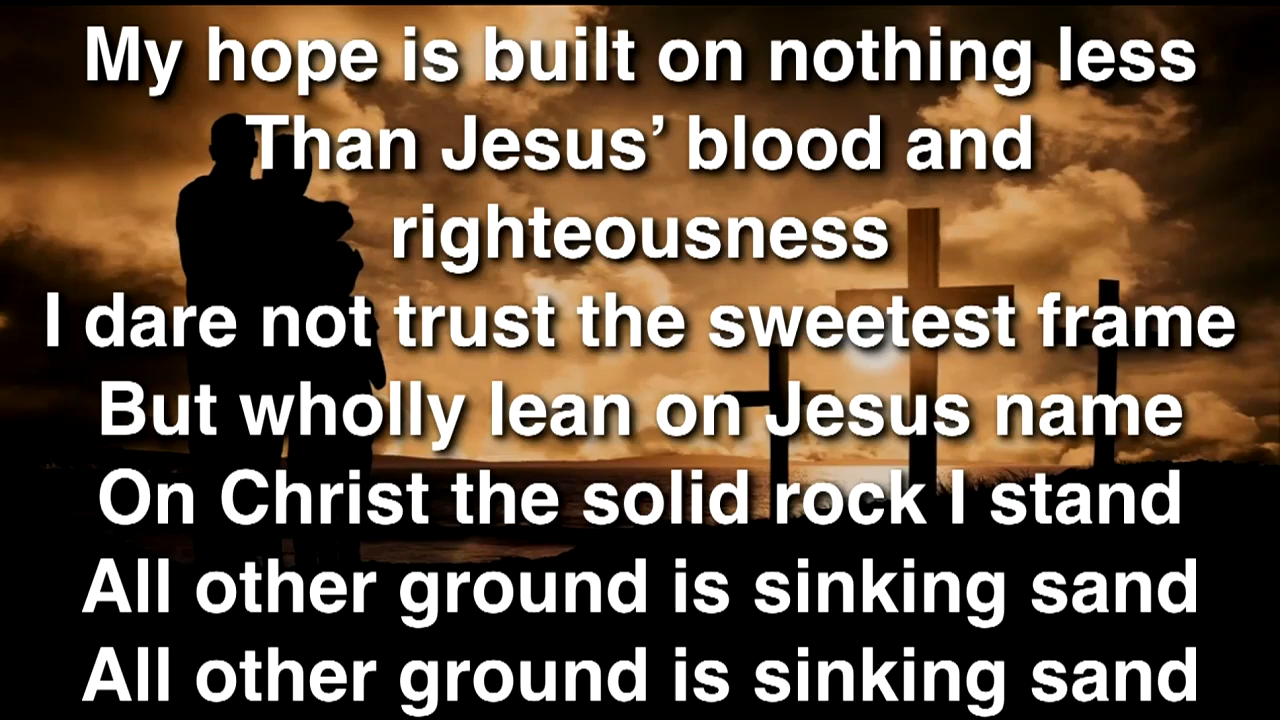 My hope is built on nothing less
Than Jesus’ blood and
righteousness
I dare not trust the sweetest frame
But wholly lean on Jesus name
On Christ the solid rock I stand
All other ground is sinking sand
All other ground is sinking sand